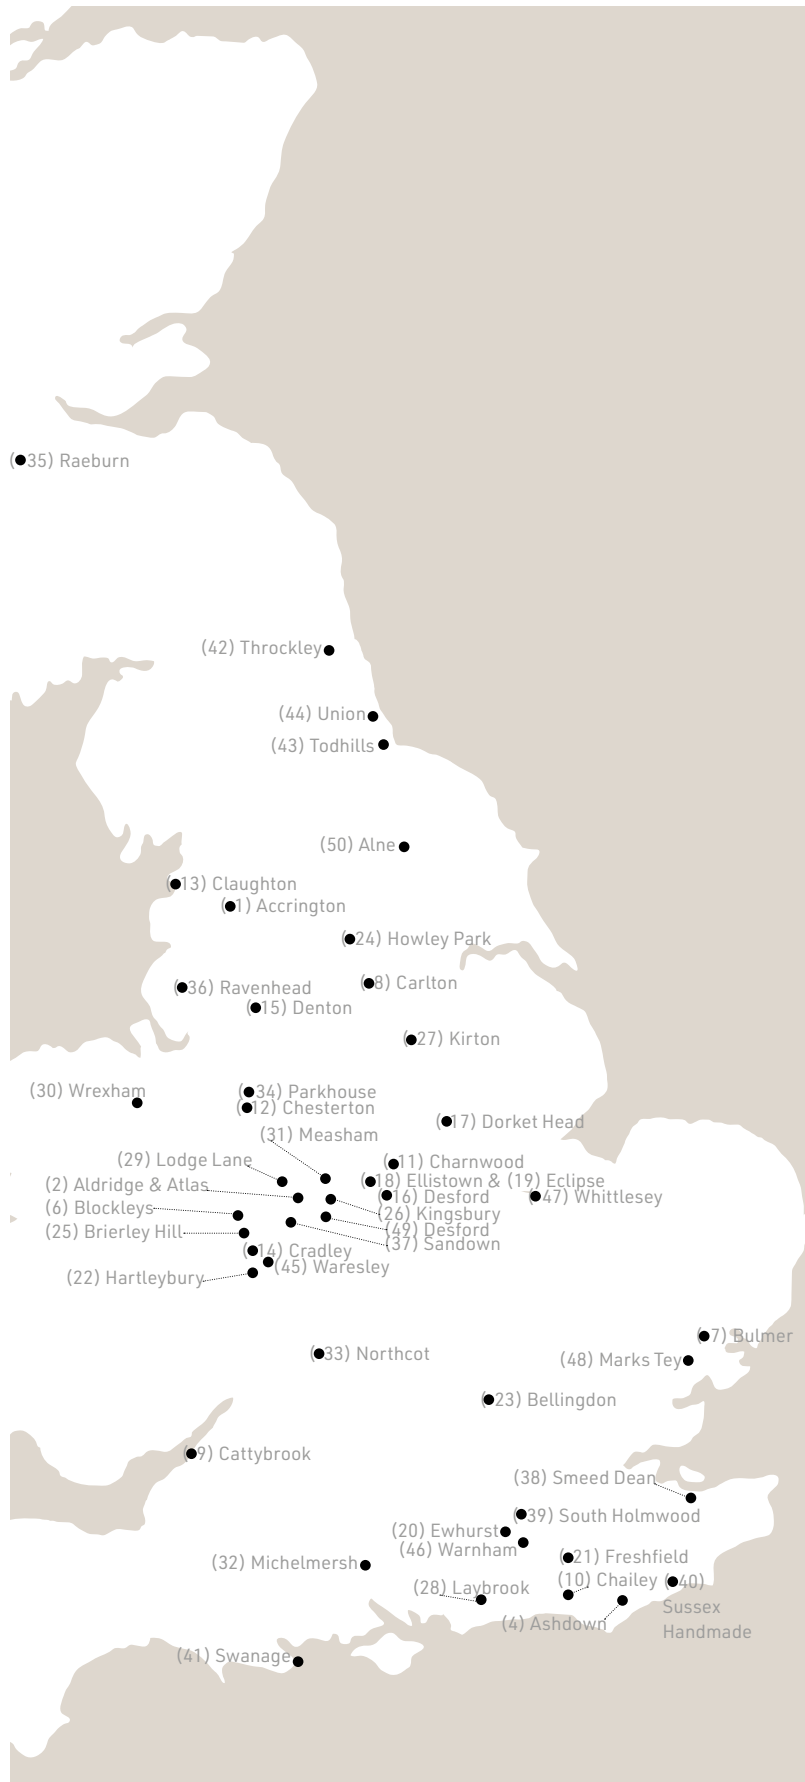 (35) Raeburn
(42) Throckley
(44) Union
(43) Todhills
(50) Alne
(13) Claughton
(1) Accrington
(24) Howley Park
(8) Carlton
(36) Ravenhead
(15) Denton
(27) Kirton
(30) Wrexham
(34) Parkhouse
(12) Chesterton
(17) Dorket Head
(31) Measham
(29) Lodge Lane
(11) Charnwood
(18) Ellistown & (19) Eclipse
(2) Aldridge & Atlas
(16) Desford
(47) Whittlesey
(6) Blockleys
(26) Kingsbury
(49) Desford
(25) Brierley Hill
(37) Sandown
(14) Cradley
(45) Waresley
(22) Hartleybury
(7) Bulmer
(33) Northcot
(48) Marks Tey
(23) Bellingdon
(9) Cattybrook
(38) Smeed Dean
(39) South Holmwood
(20) Ewhurst
(46) Warnham
(21) Freshfield
(32) Michelmersh
(10) Chailey
(40)
Sussex
Handmade
(28) Laybrook
(4) Ashdown
(41) Swanage